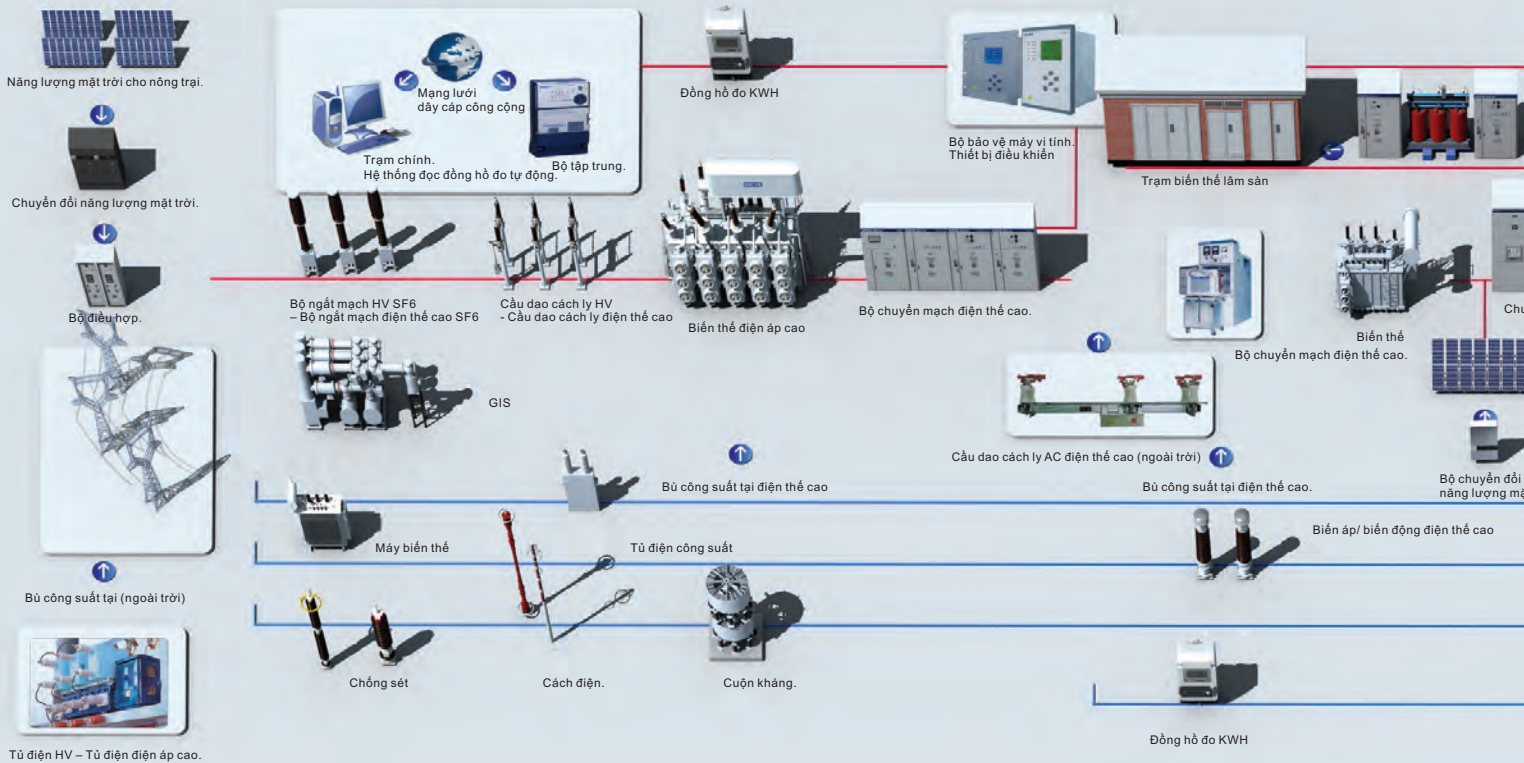 Năng lượng mặt trời cho nông trại.
Chuyển đổi năng lượng mặt trời.
Bộ điều hợp.
Bù công suất tại (ngoài trời)
Tủ điện HV – Tủ điện điện áp cao.
Mạng lưới
dây cáp công cộng
Trạm chính.
Hệ thống đọc đồng hồ đo tự động.
Bộ tập trung.
Đồng hồ đo KWH
Bộ bảo vệ máy vi tính.
Thiết bị điều khiển
Trạm biến thế lâm sàn
Bộ ngắt mạch HV SF6
– Bộ ngắt mạch điện thế cao SF6
Cầu dao cách ly HV
- Cầu dao cách ly điện thế cao
Biến thế điện áp cao
Bộ chuyển mạch điện thế cao.
Biến thế
Bộ chuyển mạch điện thế cao.
Chu
GIS
Cầu dao cách ly AC điện thế cao (ngoài trời)
Bù công suất tại điện thế cao
Bù công suất tại điện thế cao.
Bộ chuyển đổi
năng lượng mặ
Máy biến thế
Tủ điện công suất
Biến áp/ biến động điện thế cao
Chống sét
Cách điện.
Cuộn kháng.
Đồng hồ đo KWH